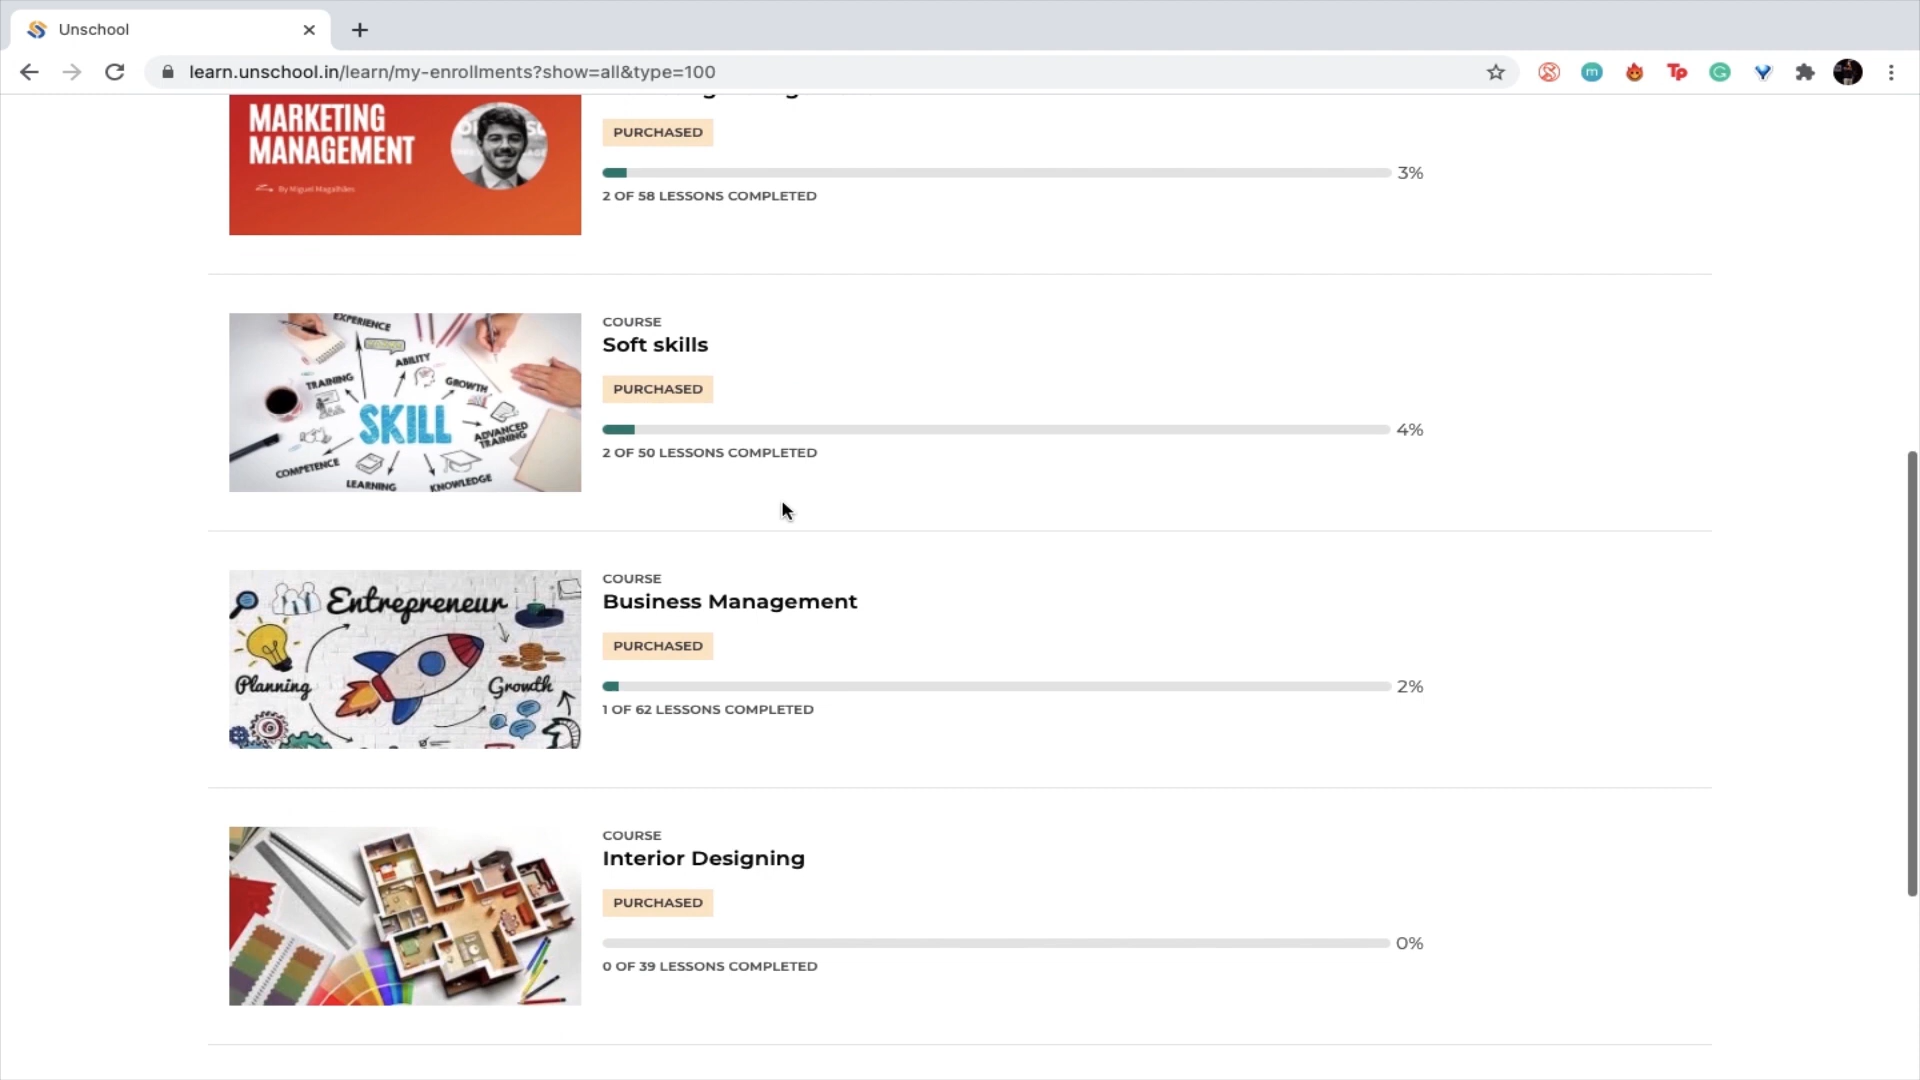 Unschool
learn.unschool.in/learn/my-enrollments?show=all&type=100
MARKETING
MANAGEMENT
By Miguel Magalhães
PURCHASED
3%
2 OF 58 LESSONS COMPLETED
EXPERIENCE
ABILITY
TRAINING
GROWTH
SKILL
ADVANCED
TRAINING
COMPETENCE
LEARNING
KNOWLEDGE
COURSE
Soft skills
PURCHASED
4%
2 OF 50 LESSONS COMPLETED
Entrepreneur
Planning
Growth
COURSE
Business Management
PURCHASED
2%
1 OF 62 LESSONS COMPLETED
COURSE
Interior Designing
PURCHASED
0%
0 OF 39 LESSONS COMPLETED